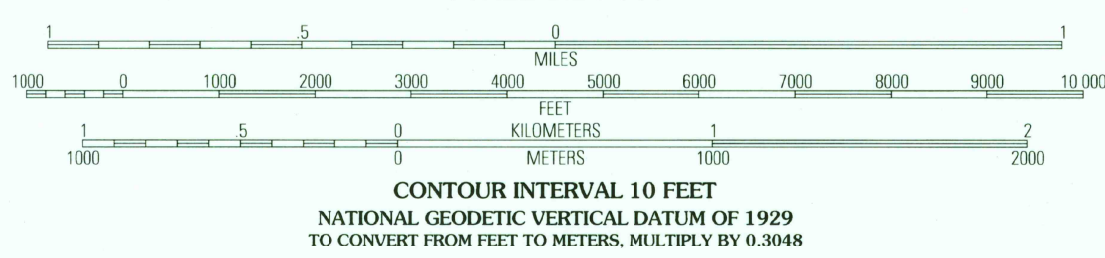 1 .5 0 1
MILES
1000 0 1000 2000 3000 4000 5000 6000 7000 8000 9000 10 000
FEET
1 .5 0 KILOMETERS 1 2
1000 0 METERS 1000 2000
CONTOUR INTERVAL 10 FEET
NATIONAL GEODETIC VERTICAL DATUM OF 1929
TO CONVERT FROM FEET TO METERS, MULTIPLY BY 0.3048